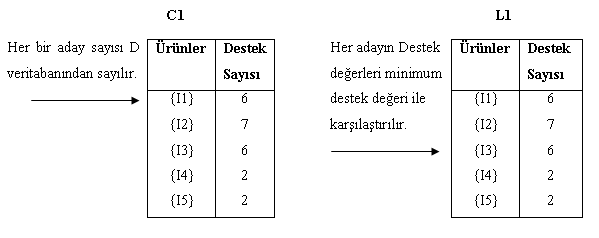 C1
Her bir aday sayısı D
veritabanından sayılır.
Ürünler Destek
Sayısı
{I1} 6
{I2} 7
{I3} 6
{I4} 2
{I5} 2
L1
Her adayın Destek
değerleri minimum
destek değeri ile
karşılaştırılır.
Ürünler Destek
Sayısı
{I1} 6
{I2} 7
{I3} 6
{I4} 2
{I5} 2